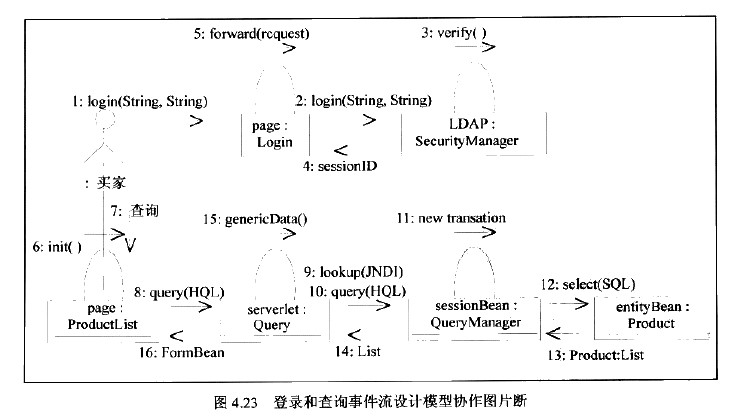 5: forward(request)
3: verify( )
1: login(String, String)
2: login(String, String)
page :
Login
LDAP :
SecurityManager
4: sessionID
: 买家
7: 查询
15: genericData()
11: new transation
6: init( )
9: lookup(JNDI)
8: query(HQL)
10: query(HQL)
12: select(SQL)
page :
ProductList
serverlet :
Query
sessionBean :
QueryManager
entityBean :
Product
16: FormBean
14: List
13: Product:List
图 4.23 登录和查询事件流设计模型协作图片断